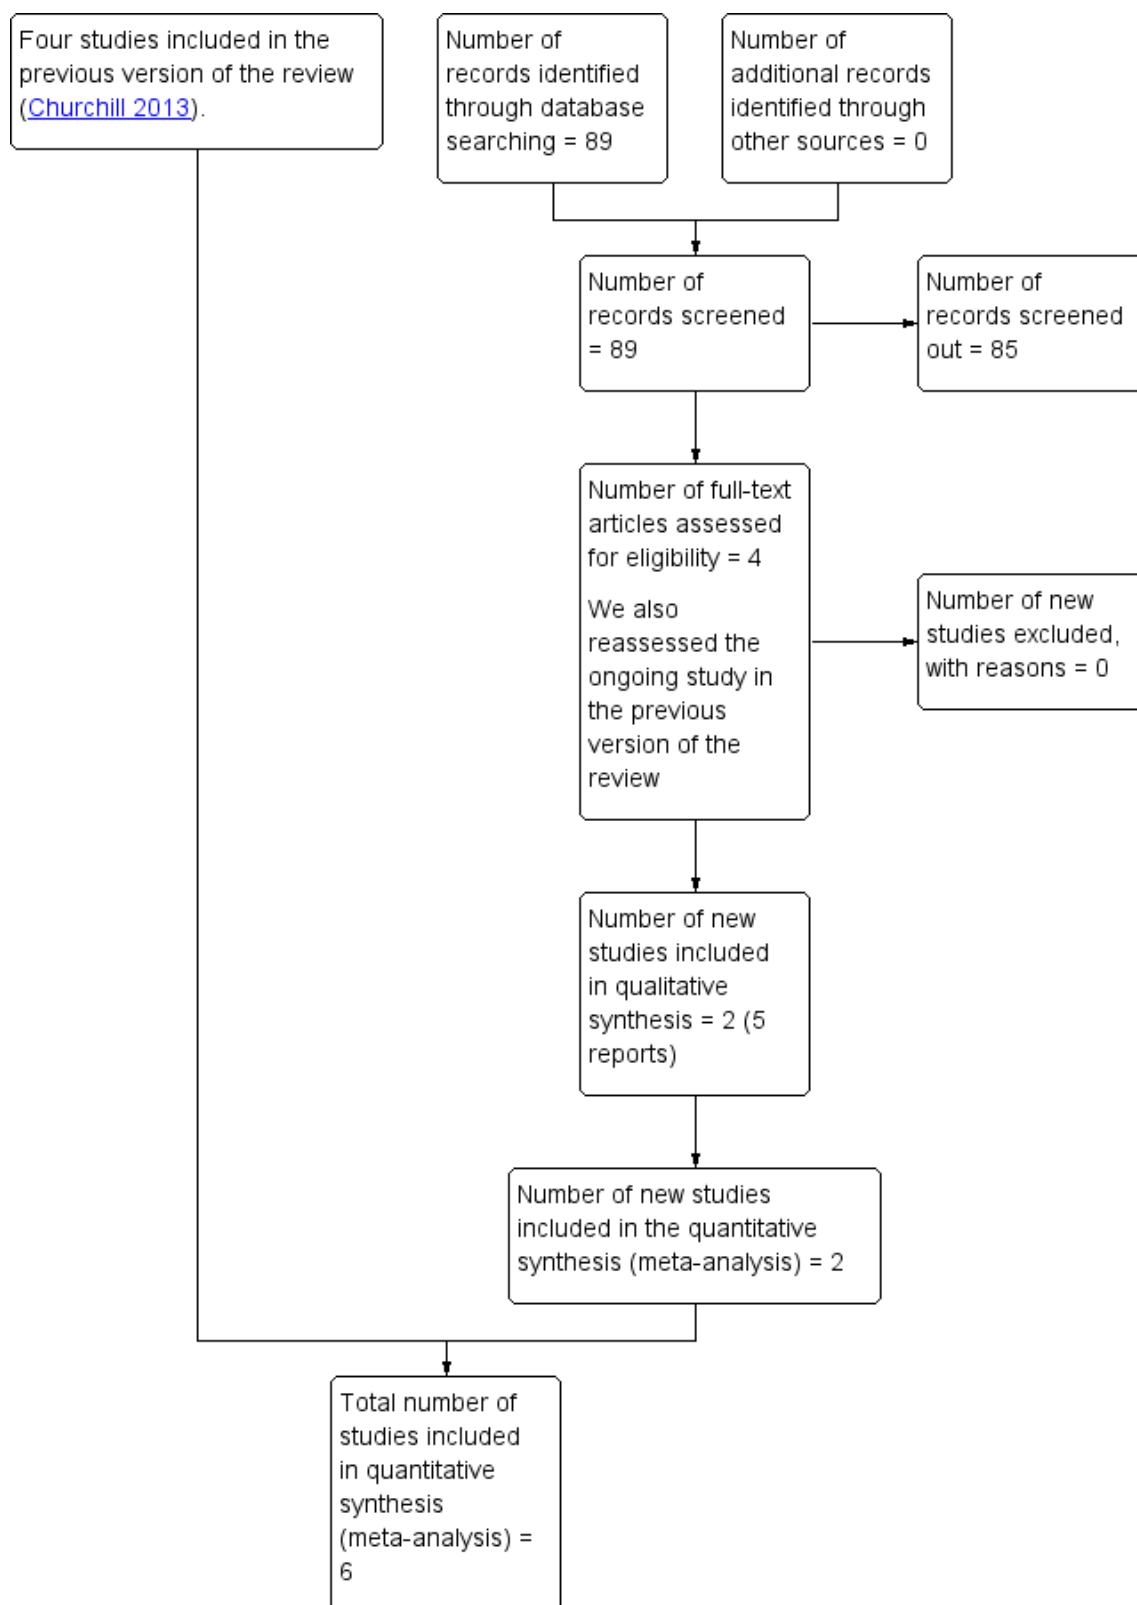 Four studies included in the
previous version of the review
(Churchill 2013).
Number of
records identified
through database
searching = 89
Number of
additional records
identified through
other sources = 0
Number of
records screened
= 89
Number of
records screened
out = 85
Number of full-text
articles assessed
for eligibility = 4
We also
reassessed the
ongoing study in
the previous
version of the
review
Number of new
studies excluded,
with reasons = 0
Number of new
studies included
in qualitative
synthesis = 2 (5
reports)
Number of new studies
included in the quantitative
synthesis (meta-analysis) = 2
Total number of
studies included
in quantitative
synthesis
(meta-analysis) =
6